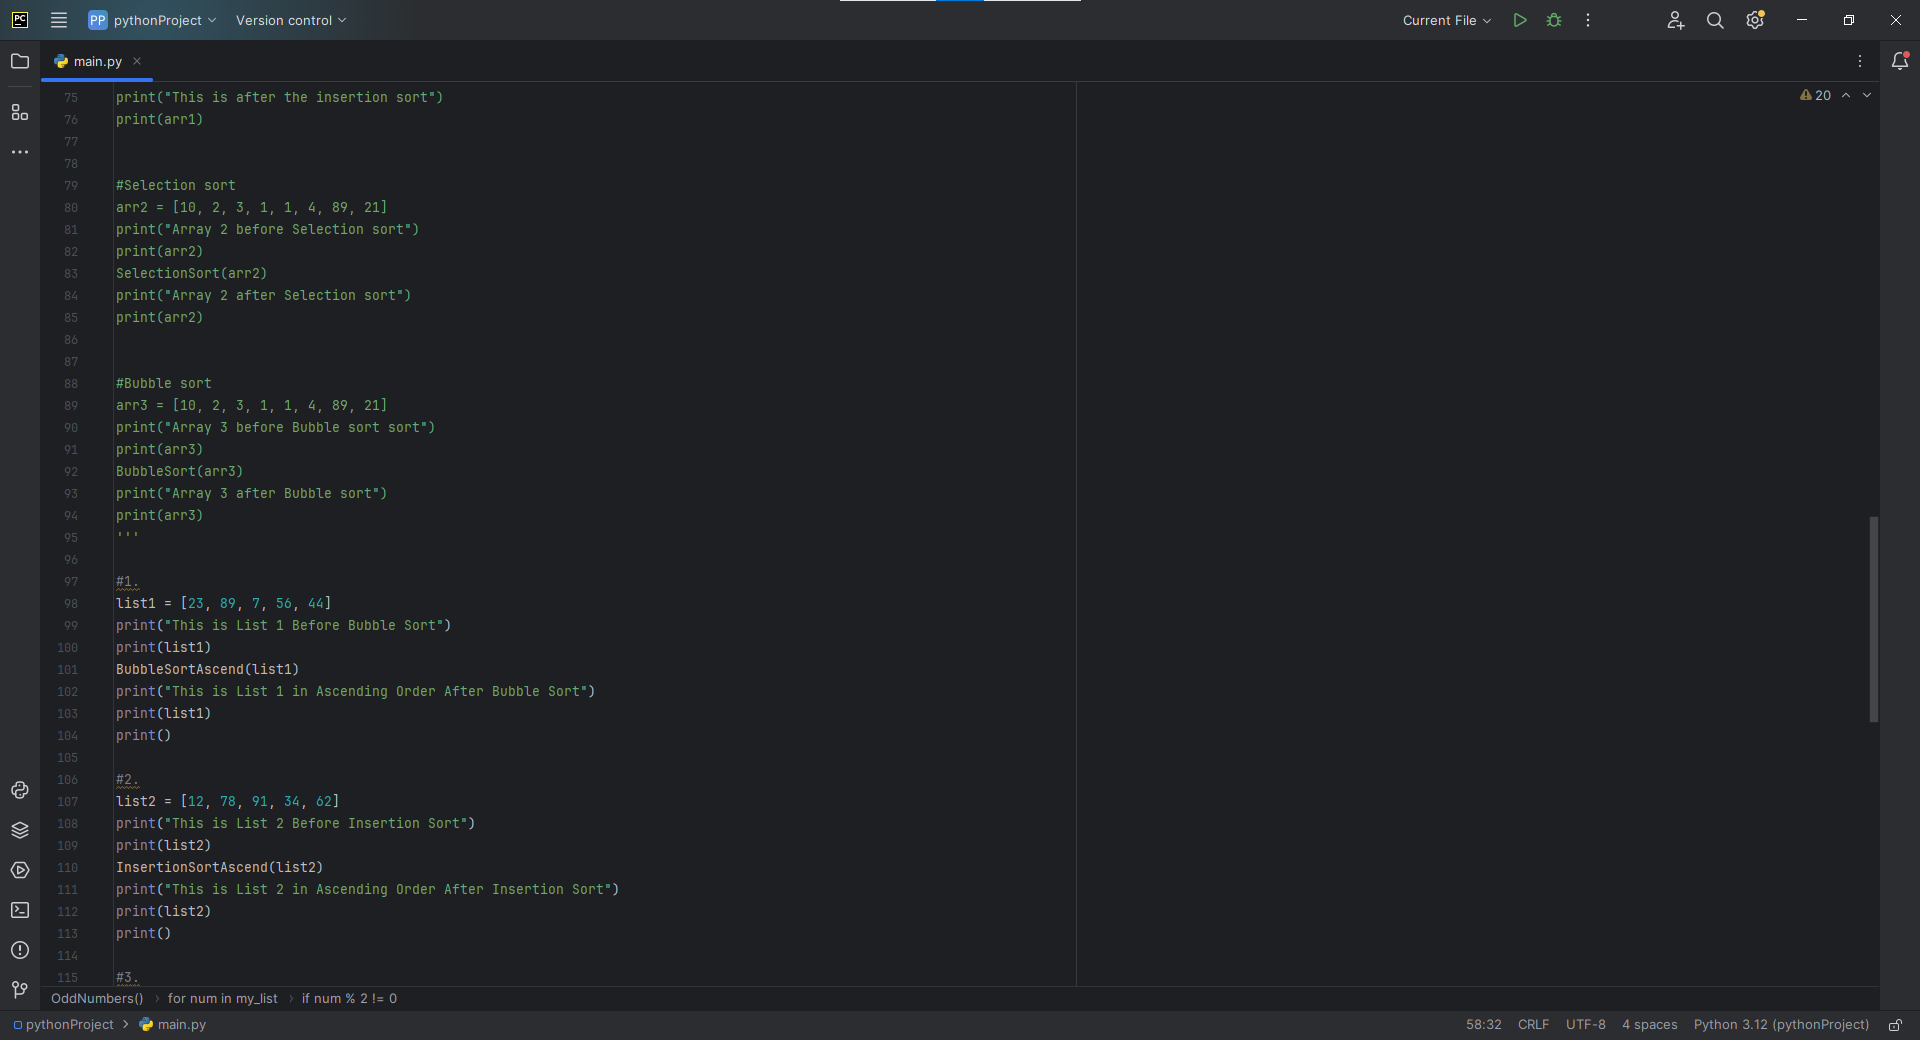 PC
PP pythonProject Version control Current File
main.py
20
75 print("This is after the insertion sort")
76 print(arr1)
77
78
79 #Selection sort
80 arr2 = [10, 2, 3, 1, 1, 4, 89, 21]
81 print("Array 2 before Selection sort")
82 print(arr2)
83 SelectionSort(arr2)
84 print("Array 2 after Selection sort")
85 print(arr2)
86
87
88 #Bubble sort
89 arr3 = [10, 2, 3, 1, 1, 4, 89, 21]
90 print("Array 3 before Bubble sort sort")
91 print(arr3)
92 BubbleSort(arr3)
93 print("Array 3 after Bubble sort")
94 print(arr3)
95 '''
96
97 #1.
98 list1 = [23, 89, 7, 56, 44]
99 print("This is List 1 Before Bubble Sort")
100 print(list1)
101 BubbleSortAscend(list1)
102 print("This is List 1 in Ascending Order After Bubble Sort")
103 print(list1)
104 print()
105
106 #2.
107 list2 = [12, 78, 91, 34, 62]
108 print("This is List 2 Before Insertion Sort")
109 print(list2)
110 InsertionSortAscend(list2)
111 print("This is List 2 in Ascending Order After Insertion Sort")
112 print(list2)
113 print()
114
115 #3.
OddNumbers() › for num in my_list › if num % 2 != 0
pythonProject > main.py 58:32 CRLF UTF-8 4 spaces Python 3.12 (pythonProject)